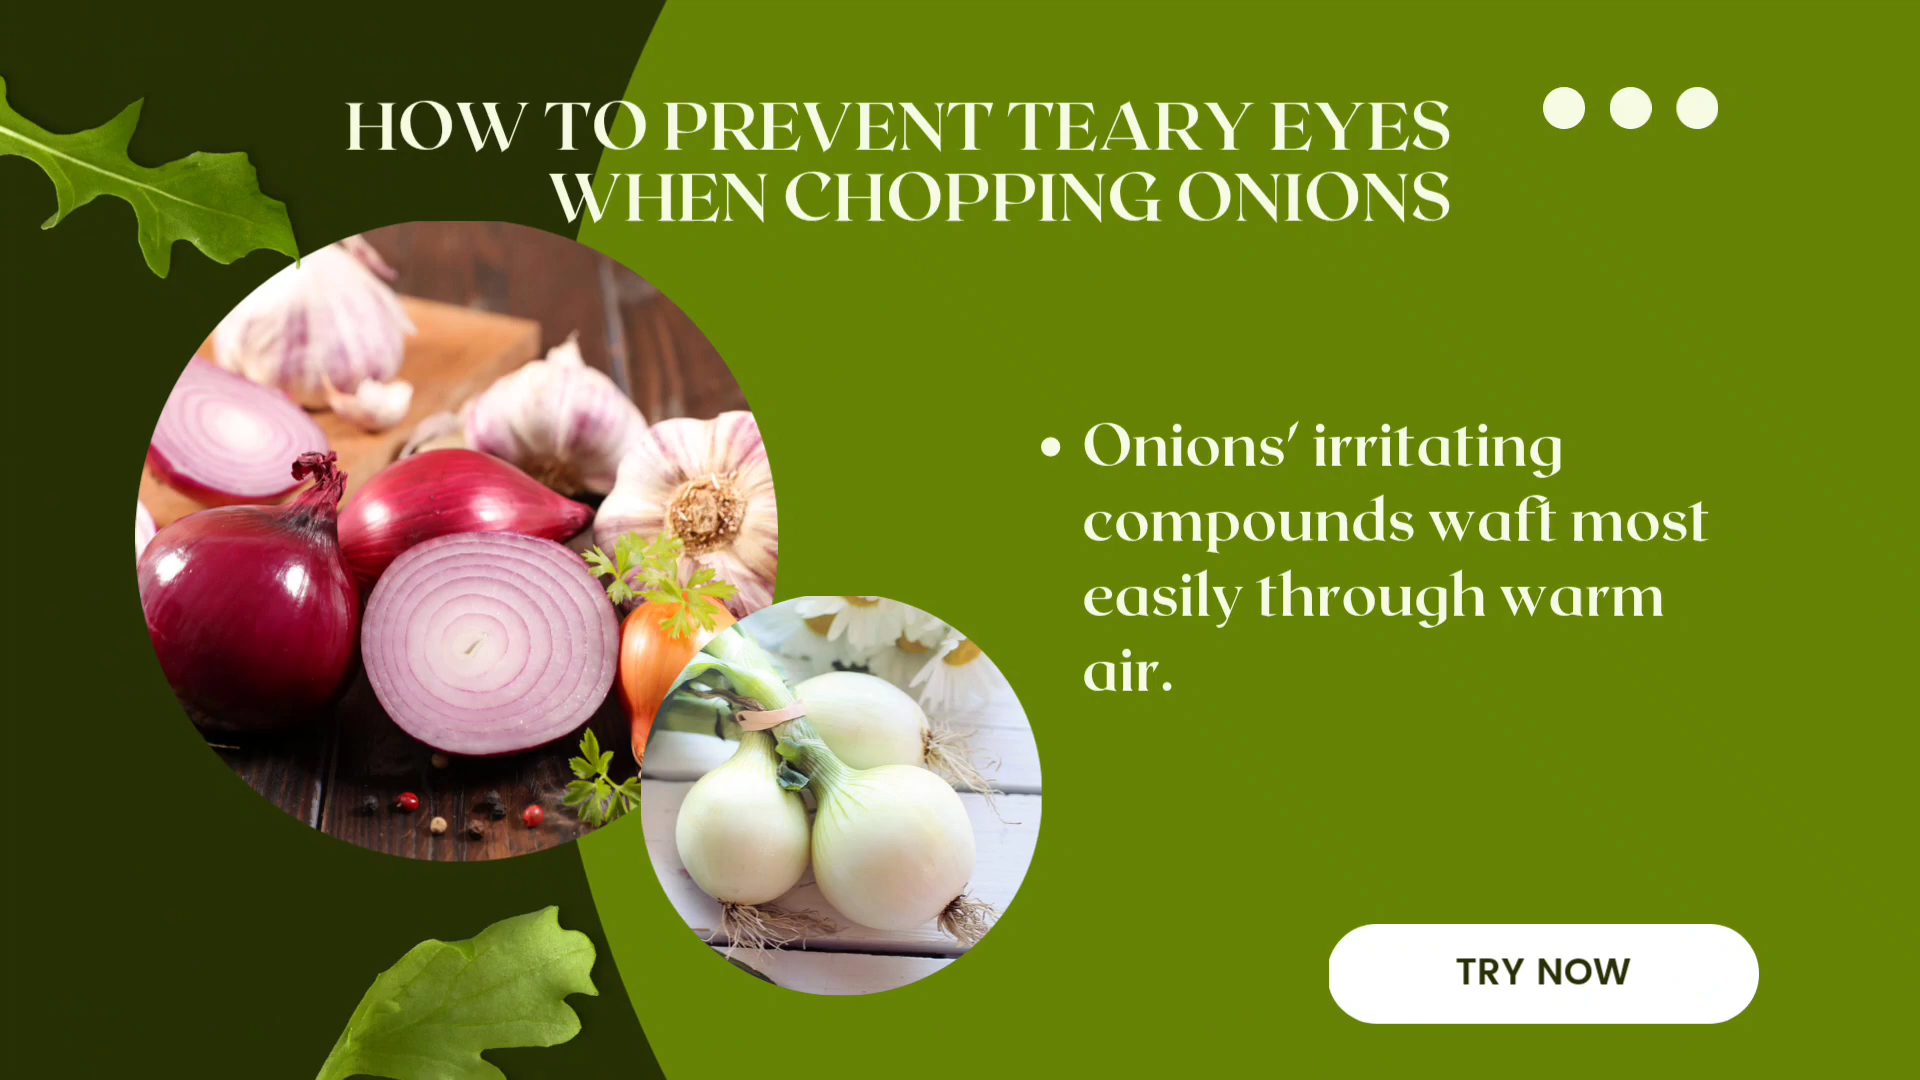 HOW TO PREVENT TEARY EYES
WHEN CHOPPING ONIONS
• Onions' irritating
compounds waft most
easily through warm
air.
TRY NOW